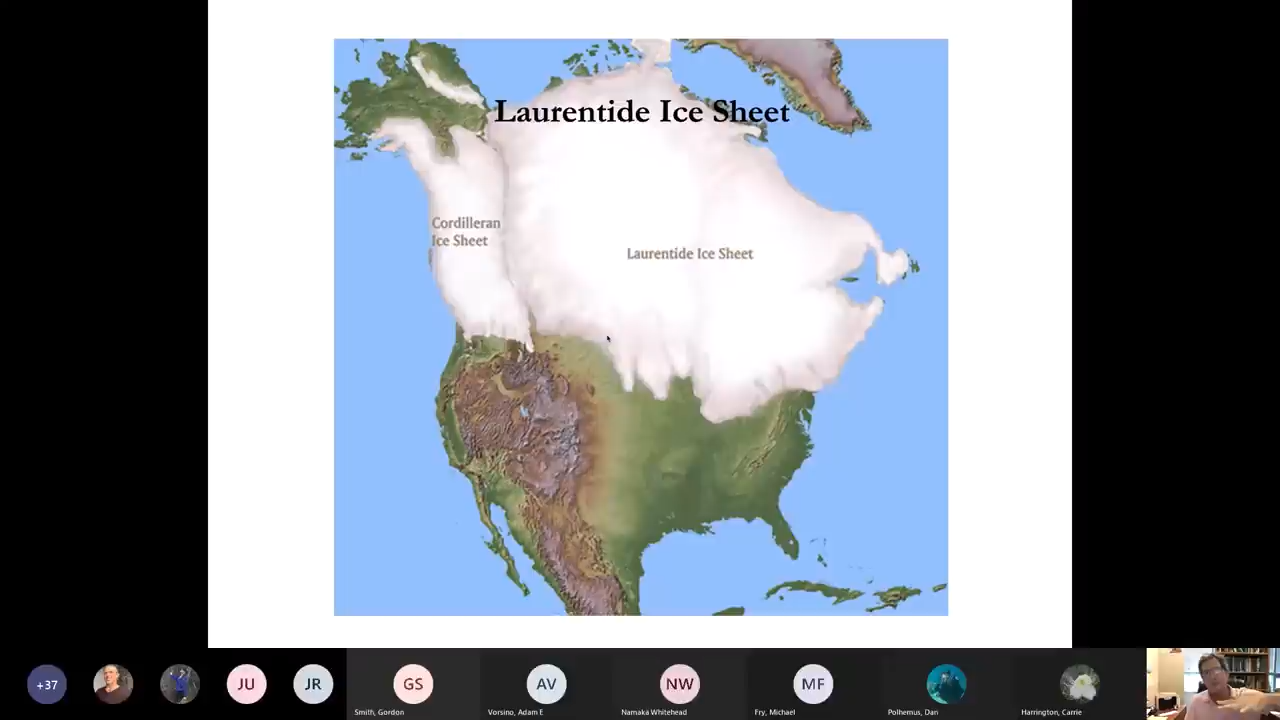 Laurentide Ice Sheet
Cordilleran
Ice Sheet
Laurentide Ice Sheet
+37
JU
JR
GS
AV
NW
MF
Smith, Gordon
Vorsino, Adam E
Namaka Whitehead
Fry, Michael
Polhemus, Dan
Harrington, Carrie